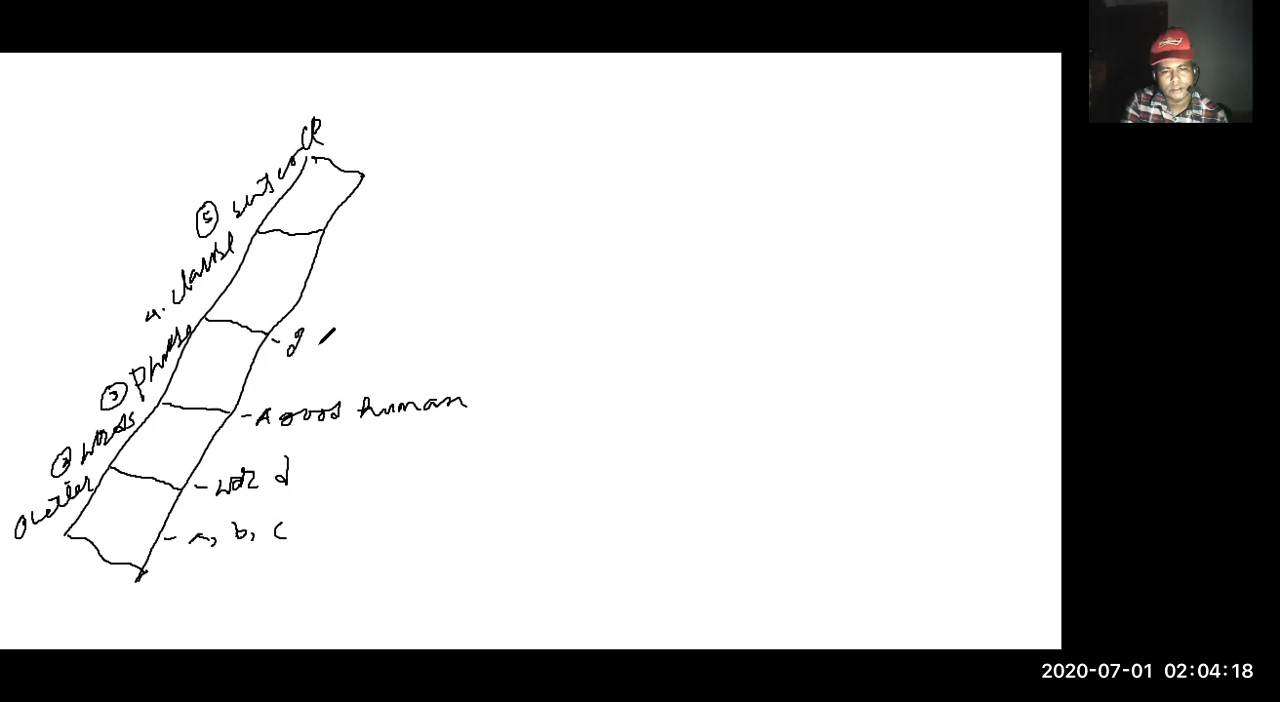 5 sentence
4. clause
3 phrase
2 words
letter
- A good human
- word
- a, b, c
2020-07-01 02:04:18